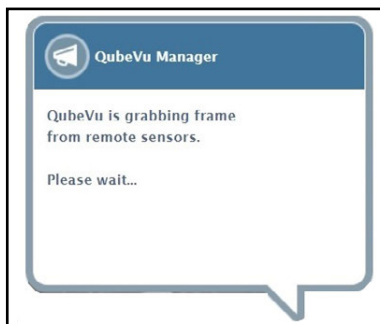 QubeVu Manager
QubeVu is grabbing frame
from remote sensors.
Please wait...